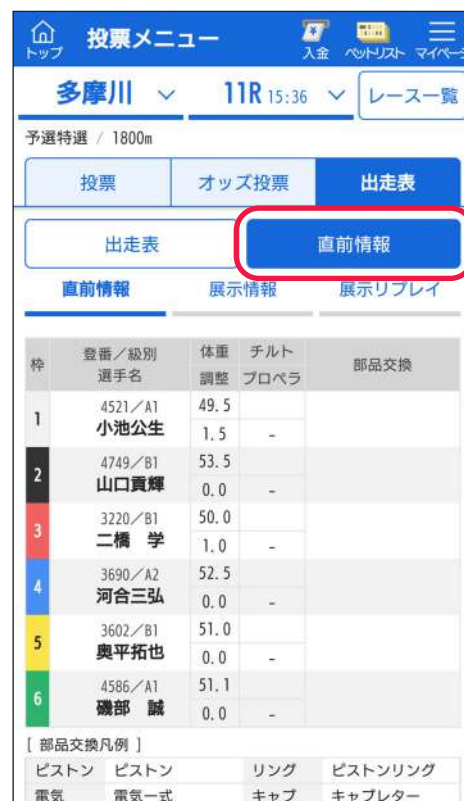 トップ 投票メニュー 入金 ベットリスト マイページ
多摩川 11R 15:36 レース一覧
予選特選 / 1800m
投票 オッズ投票 出走表
出走表 直前情報
直前情報 展示情報 展示リプレイ
枠 登番/級別 選手名 体重 調整 チルト プロペラ 部品交換
1 4521/A1 49.5
小池公生 1.5 -
2 4749/B1 53.5
山口貢輝 0.0 -
3 3220/B1 50.0
二橋 学 1.0 -
4 3690/A2 52.5
河合三弘 0.0 -
5 3602/B1 51.0
奥平拓也 0.0 -
6 4586/A1 51.1
磯部 誠 0.0 -
[ 部品交換凡例 ]
ピストン ピストン リング ピストンリング
電気 電気一式 キャブ キャブレター